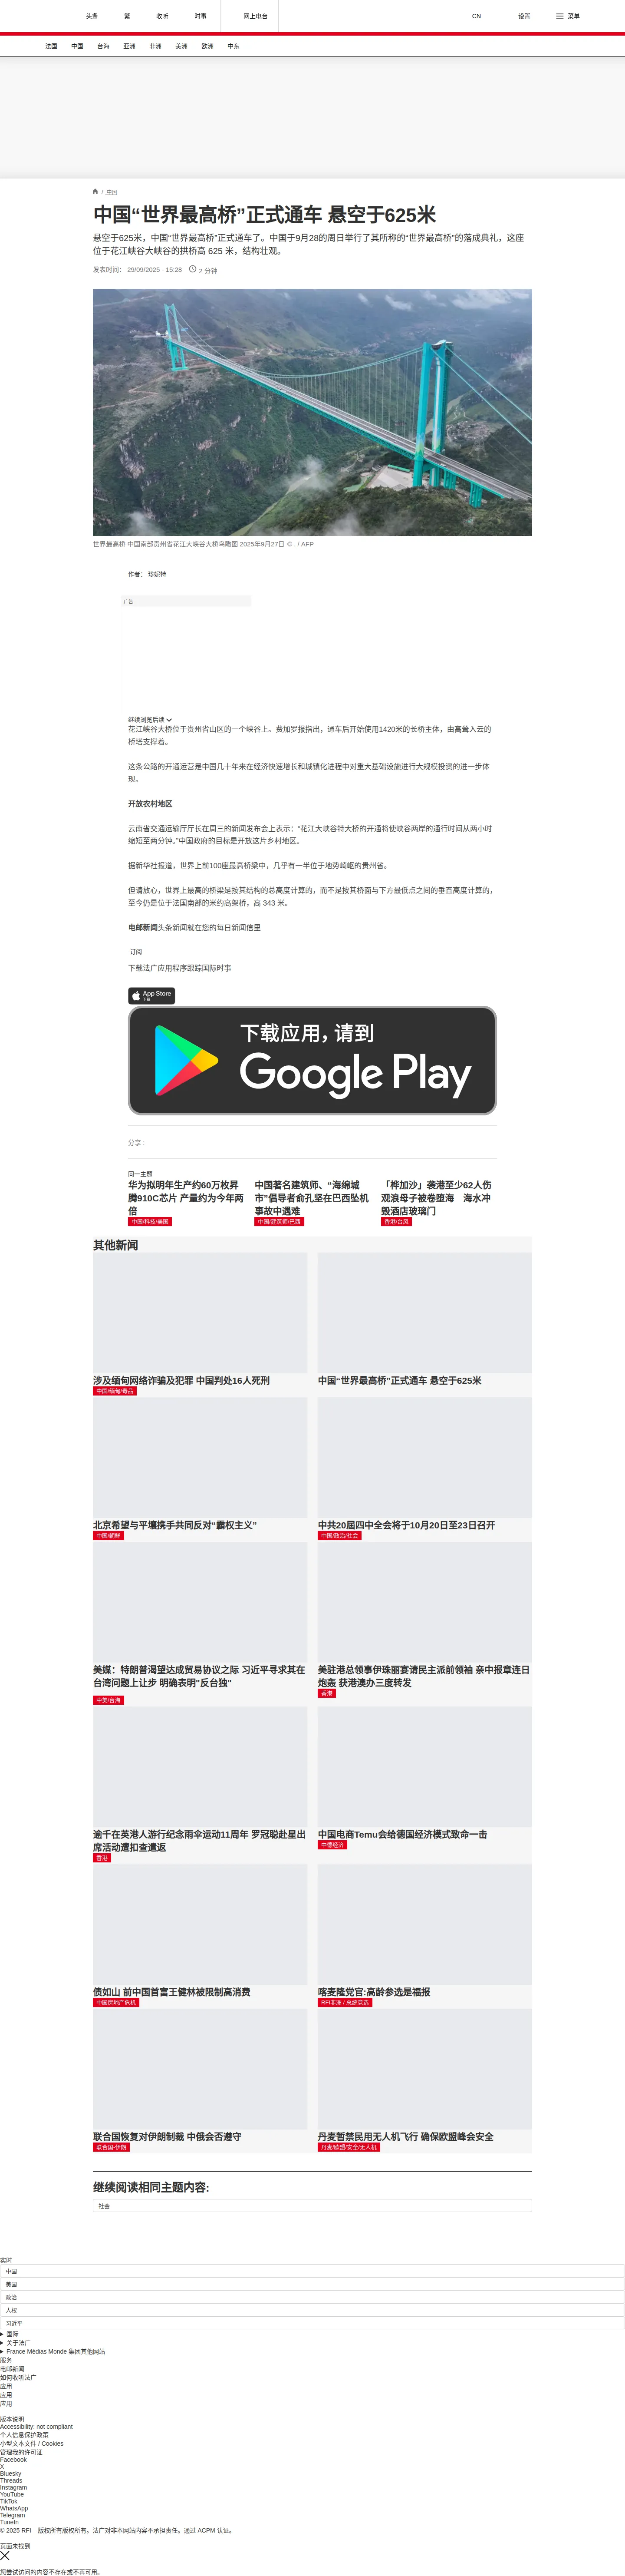 头条
繁
收听
时事
网上电台
CN
设置
菜单
法国
中国
台海
亚洲
非洲
美洲
欧洲
中东
/ 中国
中国“世界最高桥”正式通车 悬空于625米
悬空于625米，中国“世界最高桥”正式通车了。中国于9月28的周日举行了其所称的“世界最高桥”的落成典礼，这座
位于花江峡谷大峡谷的拱桥高 625 米，结构壮观。
发表时间： 29/09/2025 - 15:28
2 分钟
世界最高桥 中国南部贵州省花江大峡谷大桥鸟瞰图 2025年9月27日 © . / AFP
作者： 珍妮特
广告
继续浏览后续
花江峡谷大桥位于贵州省山区的一个峡谷上。费加罗报指出，通车后开始使用1420米的长桥主体，由高耸入云的
桥塔支撑着。
这条公路的开通运营是中国几十年来在经济快速增长和城镇化进程中对重大基础设施进行大规模投资的进一步体
现。
开放农村地区
云南省交通运输厅厅长在周三的新闻发布会上表示：“花江大峡谷特大桥的开通将使峡谷两岸的通行时间从两小时
缩短至两分钟。”中国政府的目标是开放这片乡村地区。
据新华社报道，世界上前100座最高桥梁中，几乎有一半位于地势崎岖的贵州省。
但请放心，世界上最高的桥梁是按其结构的总高度计算的，而不是按其桥面与下方最低点之间的垂直高度计算的，
至今仍是位于法国南部的米约高架桥，高 343 米。
电邮新闻头条新闻就在您的每日新闻信里
订阅
下载法广应用程序跟踪国际时事
App Store
下载
下载应用，请到
Google Play
分享 :
同一主题
华为拟明年生产约60万枚昇
腾910C芯片 产量约为今年两
倍
中国/科技/美国
中国著名建筑师、“海绵城
市”倡导者俞孔坚在巴西坠机
事故中遇难
中国/建筑师/巴西
「桦加沙」袭港至少62人伤
观浪母子被卷堕海　海水冲
毁酒店玻璃门
香港/台风
其他新闻
涉及缅甸网络诈骗及犯罪 中国判处16人死刑
中国/缅甸/毒品
中国“世界最高桥”正式通车 悬空于625米
北京希望与平壤携手共同反对“霸权主义”
中国/朝鲜
中共20届四中全会将于10月20日至23日召开
中国/政治/社会
美媒：特朗普渴望达成贸易协议之际 习近平寻求其在
台湾问题上让步 明确表明"反台独"
中美/台海
美驻港总领事伊珠丽宴请民主派前领袖 亲中报章连日
炮轰 获港澳办三度转发
香港
逾千在英港人游行纪念雨伞运动11周年 罗冠聪赴星出
席活动遭扣查遣返
香港
中国电商Temu会给德国经济模式致命一击
中德经济
债如山 前中国首富王健林被限制高消费
中国房地产危机
喀麦隆党官:高龄参选是福报
RFI非洲 / 总统竞选
联合国恢复对伊朗制裁 中俄会否遵守
联合国-伊朗
丹麦暂禁民用无人机飞行 确保欧盟峰会安全
丹麦/欧盟/安全/无人机
继续阅读相同主题内容:
社会
实时
中国
美国
政治
人权
习近平
国际
关于法广
France Médias Monde 集团其他网站
服务
电邮新闻
如何收听法广
应用
应用
应用
版本说明
Accessibility: not compliant
个人信息保护政策
小型文本文件 / Cookies
管理我的许可证
Facebook
X
Bluesky
Threads
Instagram
YouTube
TikTok
WhatsApp
Telegram
TuneIn
© 2025 RFI – 版权所有版权所有。法广对非本网站内容不承担责任。通过 ACPM 认证。
页面未找到
您尝试访问的内容不存在或不再可用。